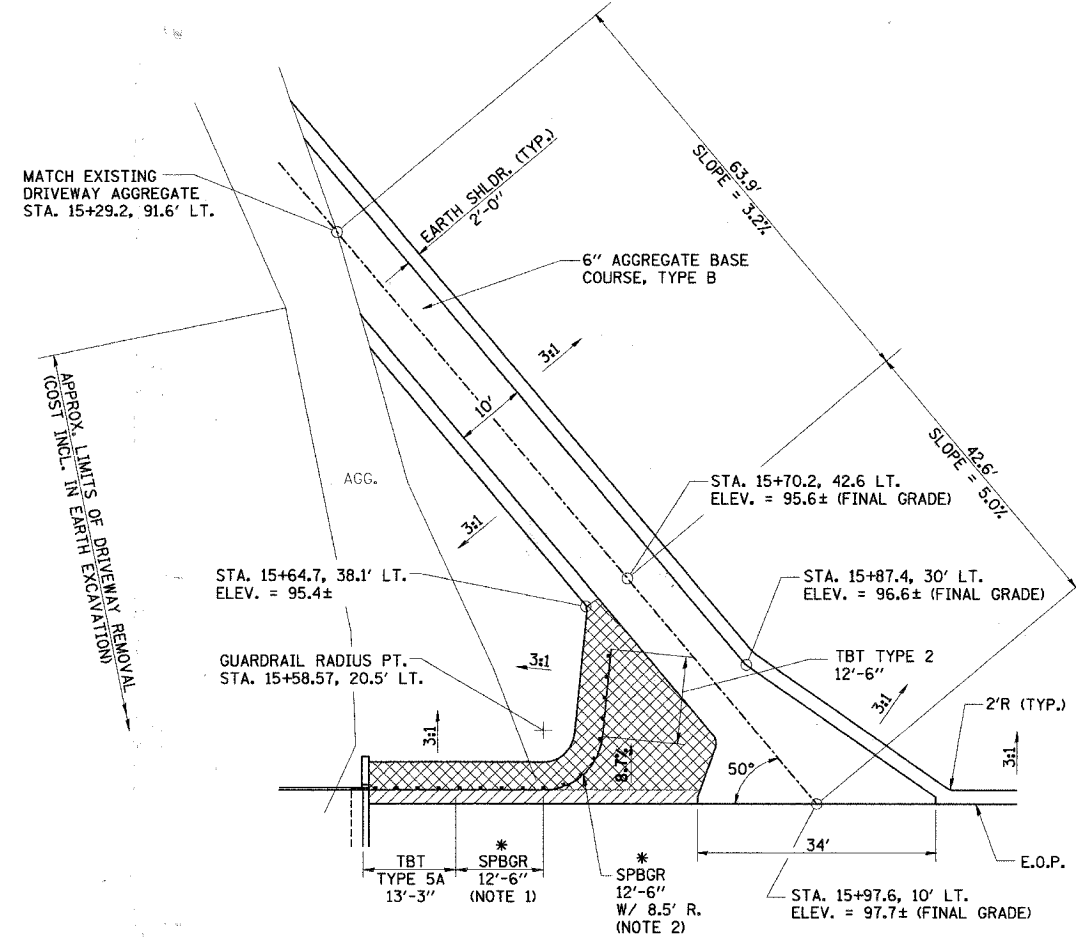 63.9'
SLOPE = 3.2%
EARTH SHLDR. (TYP.)
2'-0"
MATCH EXISTING
DRIVEWAY AGGREGATE
STA. 15+29.2, 91.6' LT.
6" AGGREGATE BASE
COURSE, TYPE B
3:1
10'
42.6'
SLOPE = 5.0%
APPROX. LIMITS OF DRIVEWAY REMOVAL
(COST INCL. IN EARTH EXCAVATION)
AGG.
STA. 15+70.2, 42.6 LT.
ELEV. = 95.6± (FINAL GRADE)
3:1
STA. 15+64.7, 38.1' LT.
ELEV. = 95.4±
STA. 15+87.4, 30' LT.
ELEV. = 96.6± (FINAL GRADE)
GUARDRAIL RADIUS PT.
STA. 15+58.57, 20.5' LT.
3:1
TBT TYPE 2
12'-6"
3:1
2'R (TYP.)
3:1
3:1
8.7%
50°
34'
E.O.P.
TBT
TYPE 5A
13'-3"
*
SPBGR
12'-6"
(NOTE 1)
*
SPBGR
12'-6"
W/ 8.5' R.
(NOTE 2)
STA. 15+97.6, 10' LT.
ELEV. = 97.7± (FINAL GRADE)